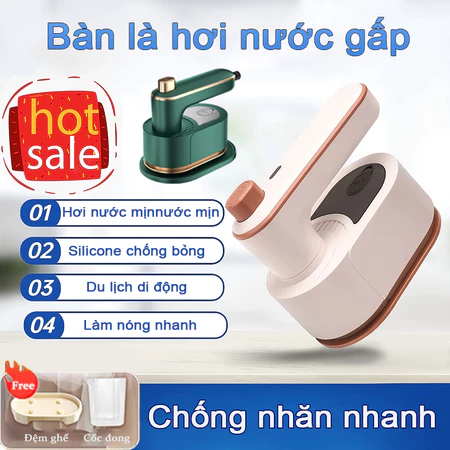 Bàn là hơi nước gấp
hot
sale
01 Hơi nước mịnnước mịn
02 Silicone chống bỏng
03 Du lịch di động
04 Làm nóng nhanh
Free
Đệm ghế Cốc đong
Chống nhăn nhanh